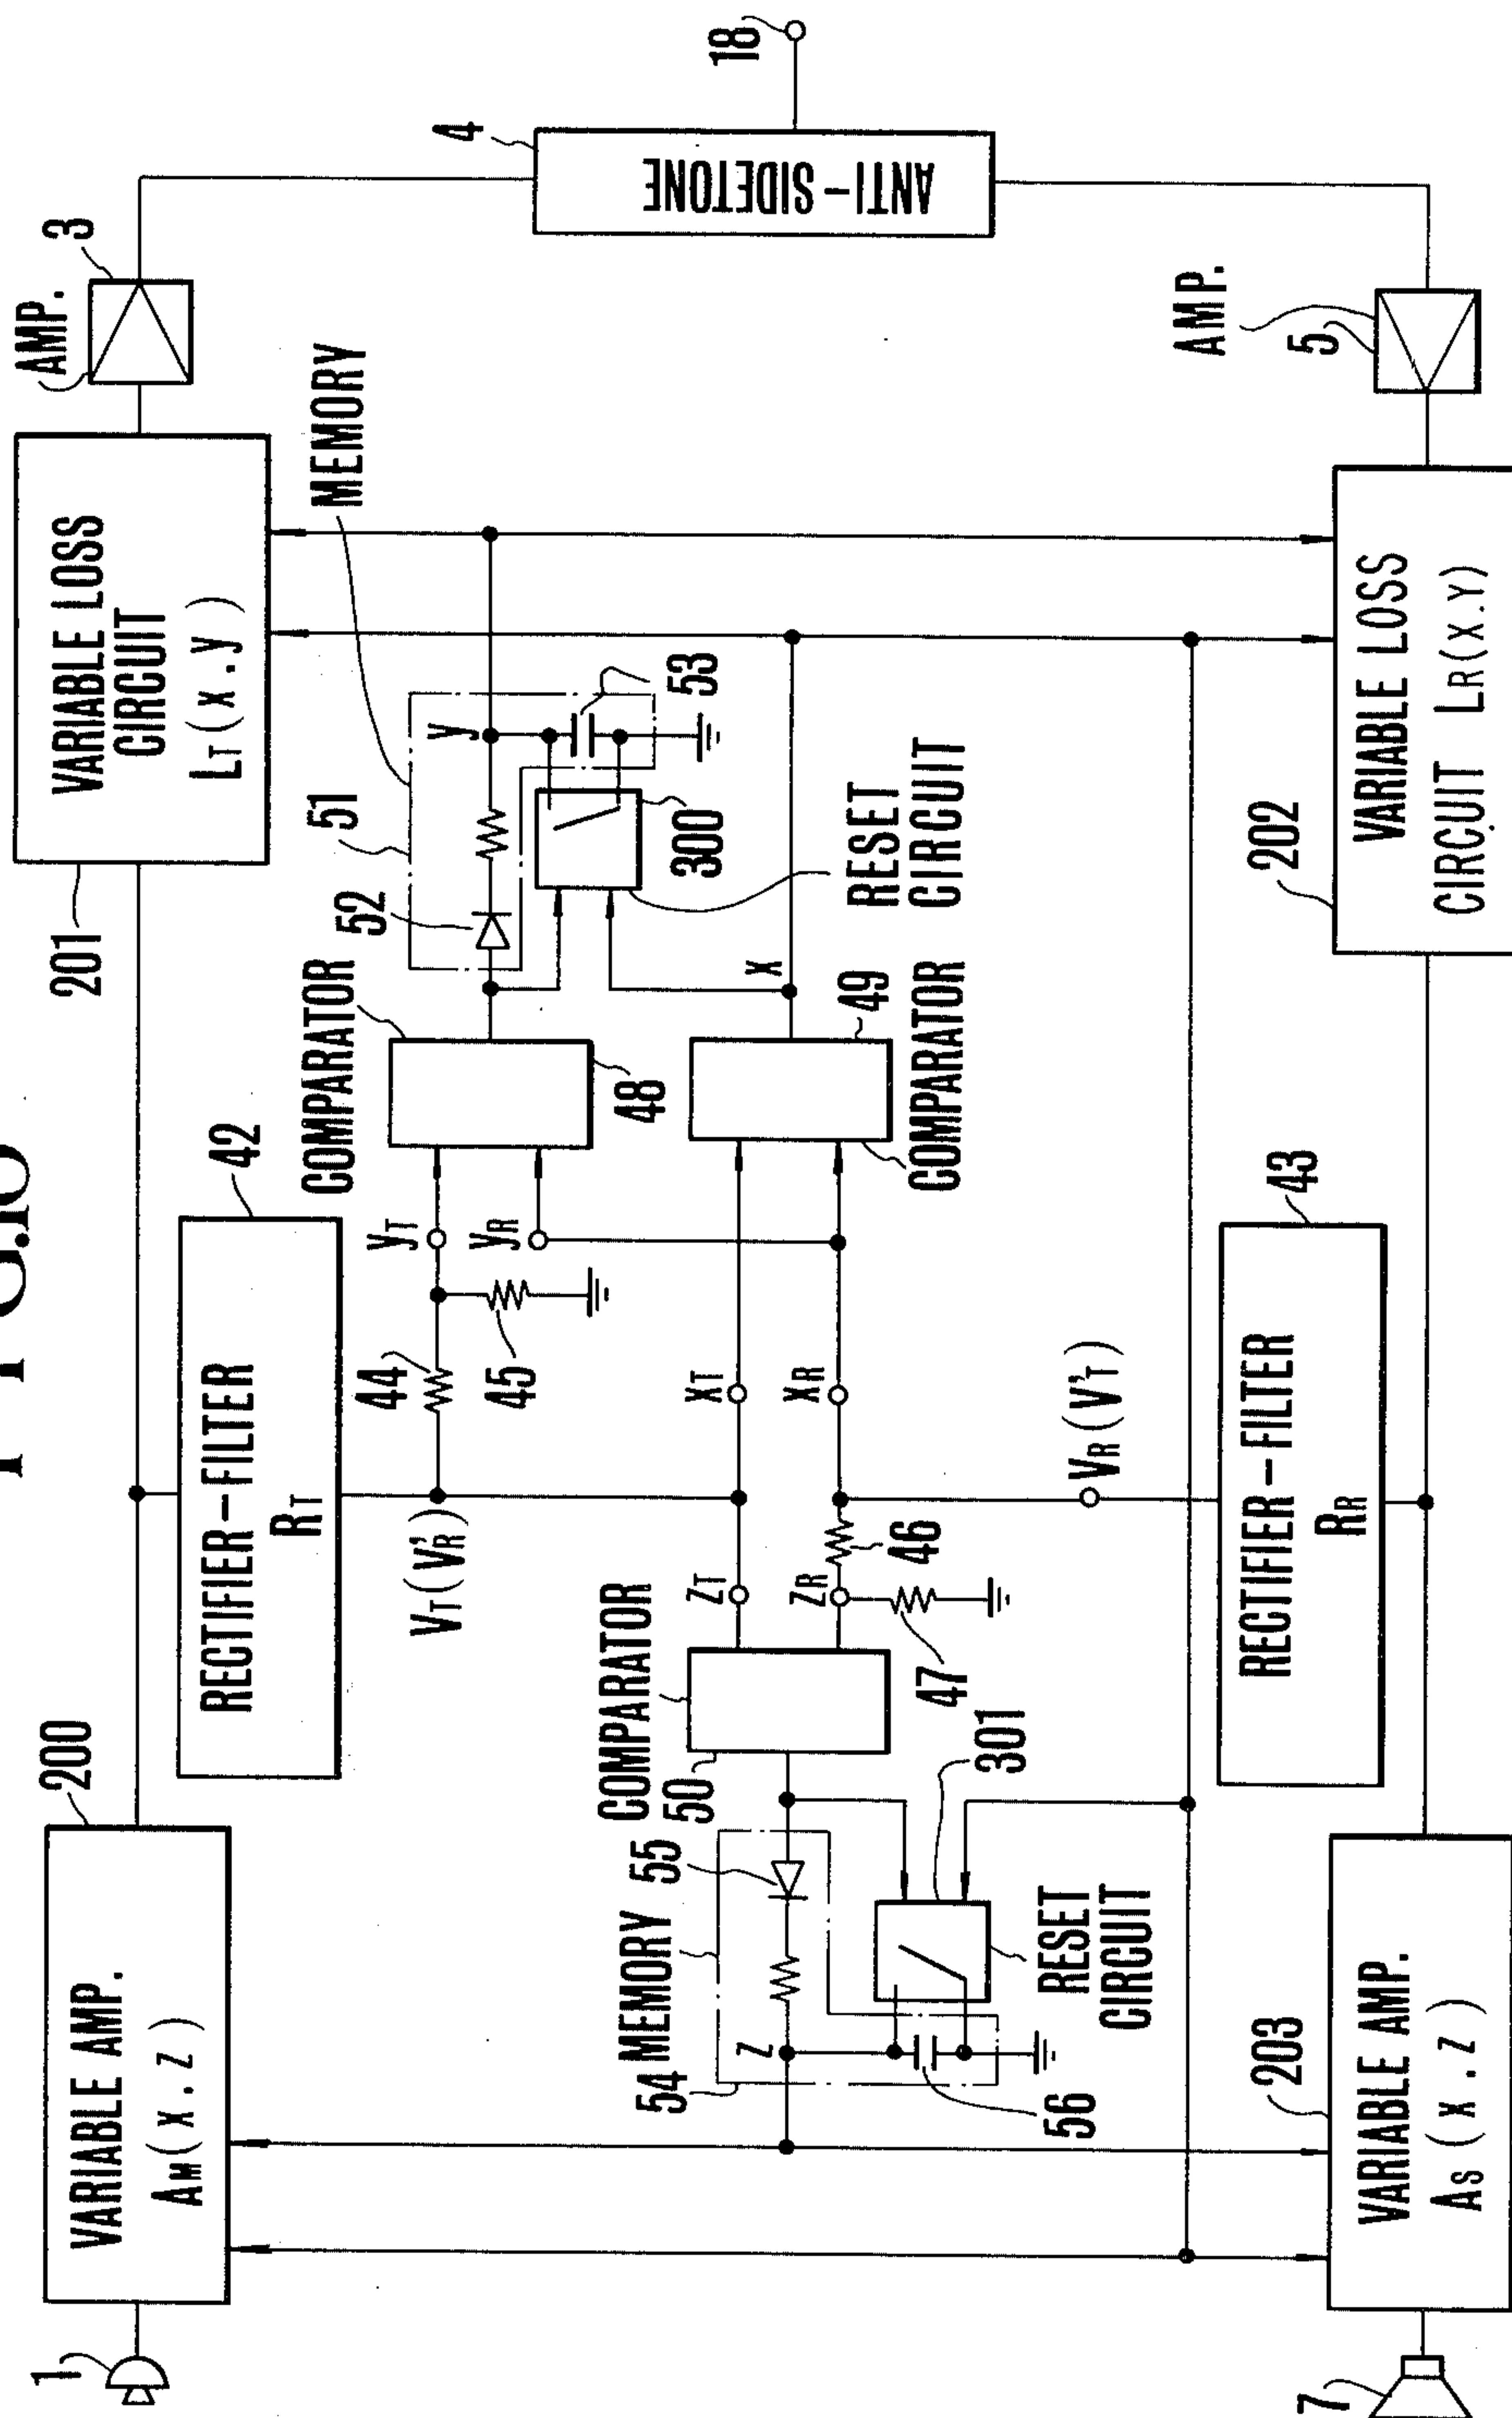 FIG.10
1
VARIABLE AMP.
AM(X.Z)
200
RECTIFIER-FILTER
RT
42
201
VARIABLE LOSS
CIRCUIT
LT(X.y)
AMP.
3
VT(V'R)
44
45
yT
yR
COMPARATOR
48
52
51
y
53
MEMORY
300
RESET
CIRCUIT
4
ANTI-SIDETONE
18
54
MEMORY
Z
55
56
COMPARATOR
50
ZT
ZR
46
47
XT
XR
49
COMPARATOR
X
301
RESET
CIRCUIT
VR(V'T)
7
VARIABLE AMP.
AS(X.Z)
203
RECTIFIER-FILTER
RR
43
202
VARIABLE LOSS
CIRCUIT LR(X.Y)
AMP.
5